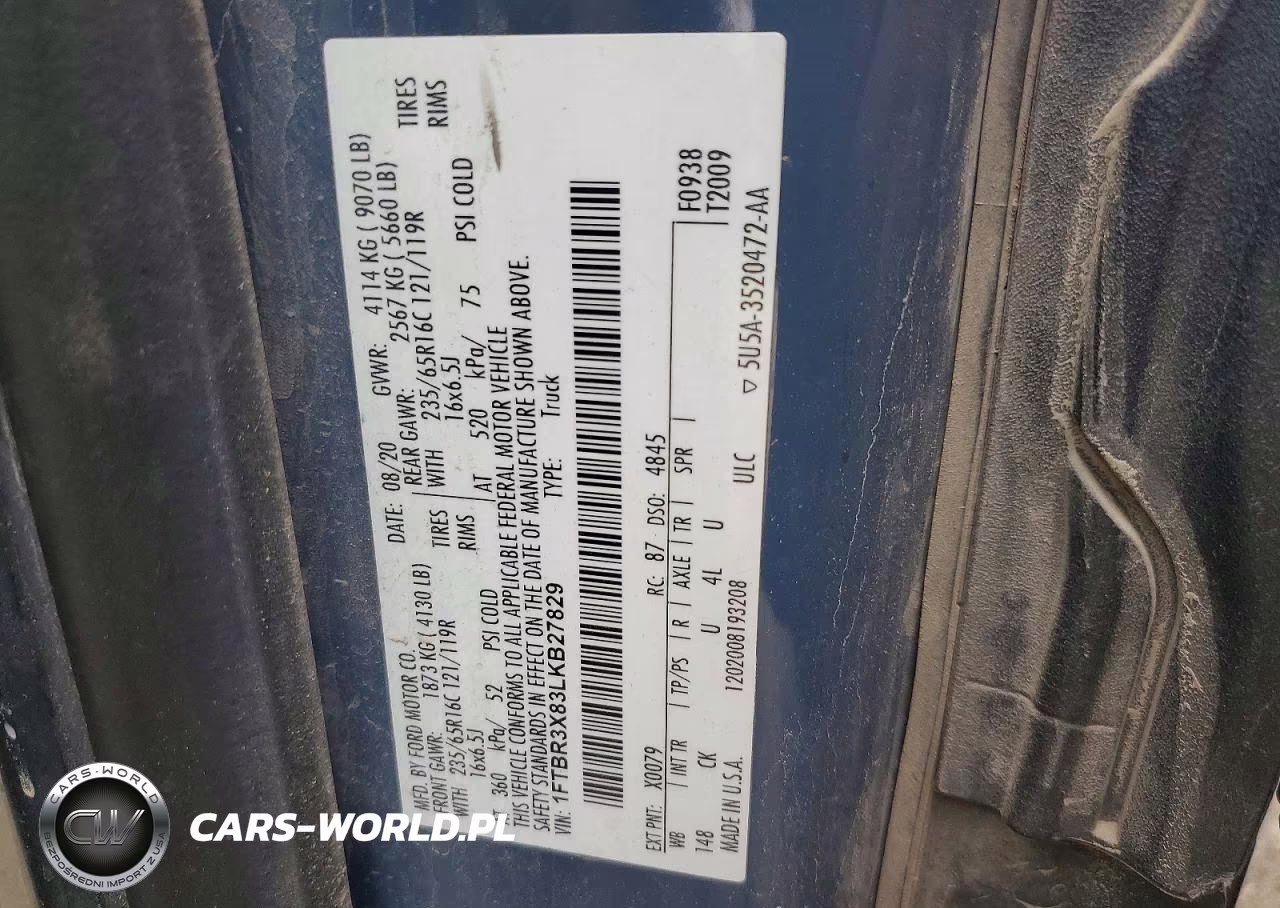 MFD. BY FORD MOTOR CO. DATE: 08/20 GVWR: 4114 KG ( 9070 LB)
FRONT GAWR: 1873 KG ( 4130 LB) REAR GAWR: 2567 KG ( 5660 LB)
WITH 235/65R16C 121/119R TIRES WITH 235/65R16C 121/119R TIRES
16x6.5J RIMS 16x6.5J RIMS
AT 360 kPa/ 52 PSI COLD AT 520 kPa/ 75 PSI COLD
THIS VEHICLE CONFORMS TO ALL APPLICABLE FEDERAL MOTOR VEHICLE
SAFETY STANDARDS IN EFFECT ON THE DATE OF MANUFACTURE SHOWN ABOVE.
VIN: 1FTBR3X83LKB27829 TYPE: Truck
EXT PNT: X0079 RC: 87 DSO: 4845 F0938
WB INT TR TP/PS R AXLE TR SPR T2009
148 CK U 4L U
MADE IN U.S.A. 1202008193208 ULC ▽ 5U5A-3520472-AA
CARS-WORLD
CW
BEZPOŚREDNI IMPORT Z USA
CARS-WORLD.PL